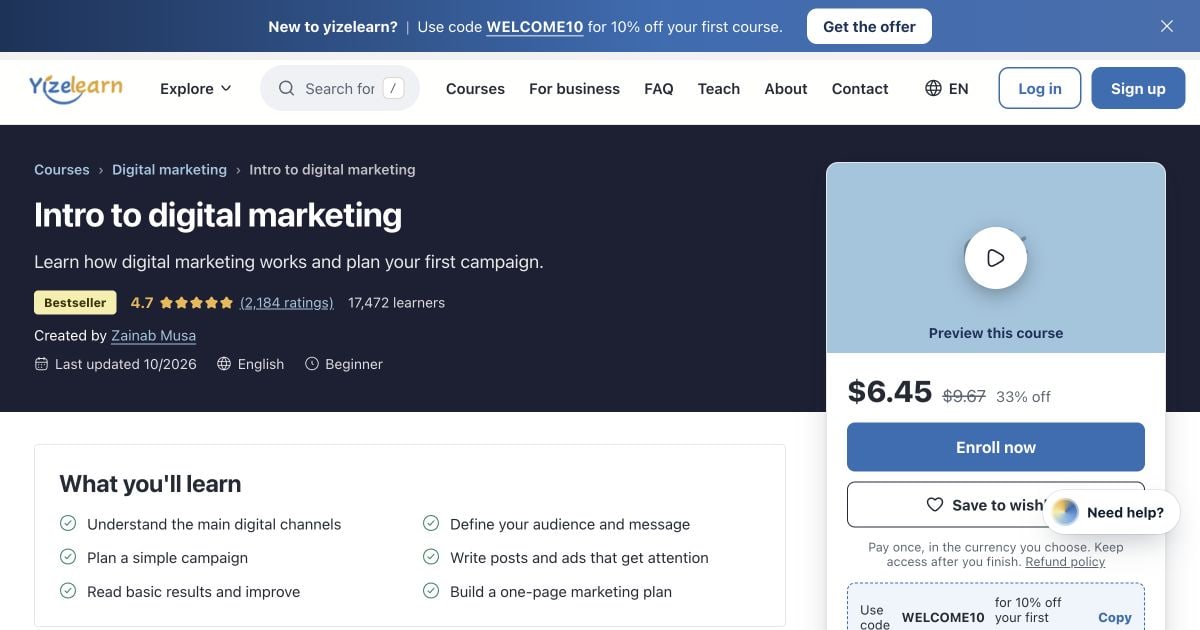 New to yizelearn? | Use code WELCOME10 for 10% off your first course.
Get the offer
Yizelearn
Explore
Search for /
Courses
For business
FAQ
Teach
About
Contact
EN
Log in
Sign up
Courses › Digital marketing › Intro to digital marketing
Intro to digital marketing
Learn how digital marketing works and plan your first campaign.
Bestseller 4.7 (2,184 ratings) 17,472 learners
Created by Zainab Musa
Last updated 10/2026 English Beginner
Preview this course
$6.45 $9.67 33% off
Enroll now
Save to wish
Need help?
Pay once, in the currency you choose. Keep
access after you finish. Refund policy
Use
code
WELCOME10
for 10% off
your first
Copy
What you'll learn
Understand the main digital channels
Define your audience and message
Plan a simple campaign
Write posts and ads that get attention
Read basic results and improve
Build a one-page marketing plan